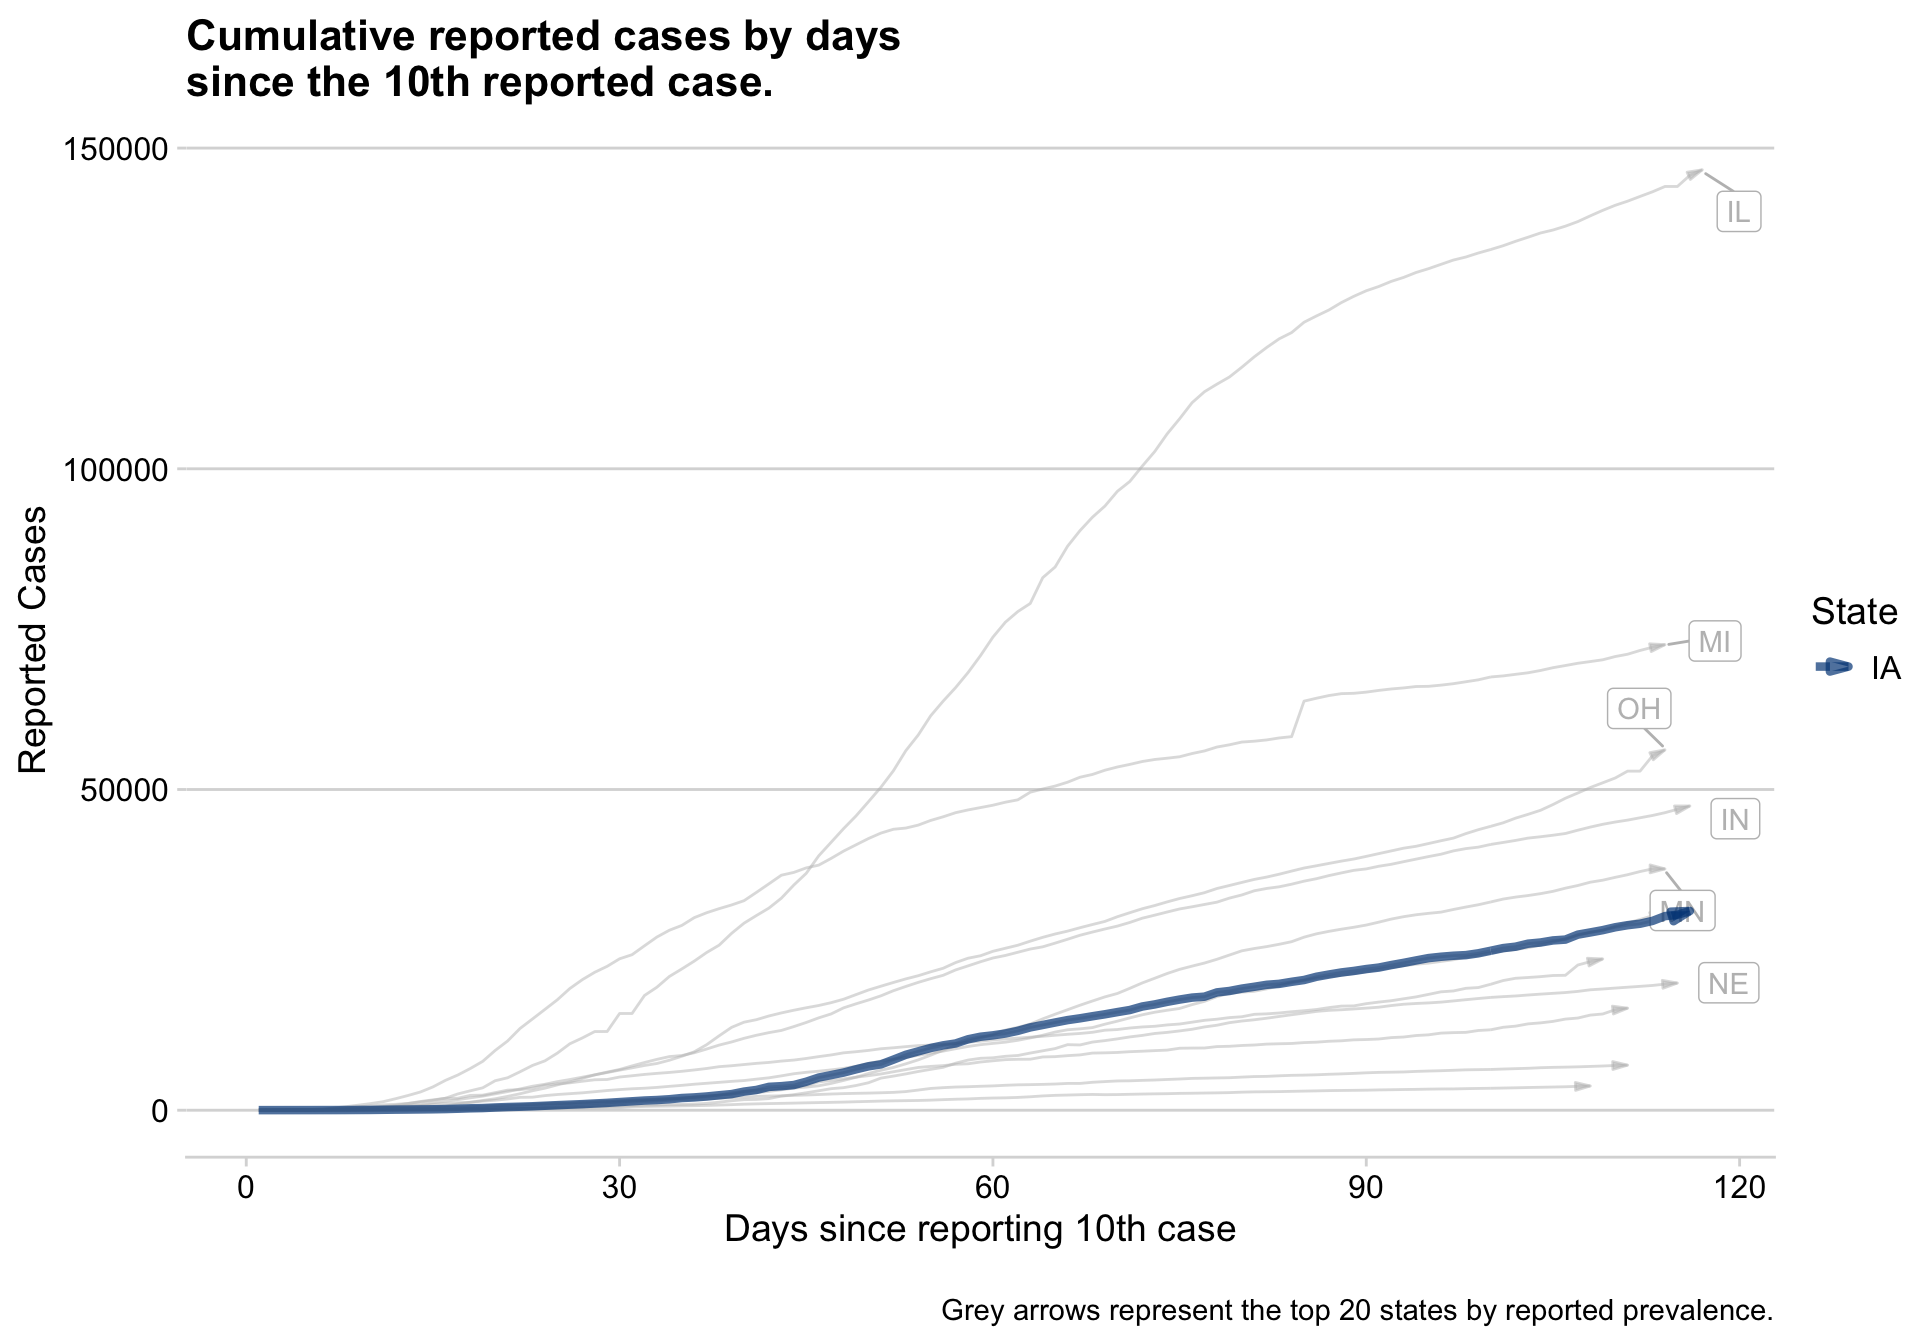 Cumulative reported cases by days
since the 10th reported case.
150000
100000
50000
0
Reported Cases
IL
MI
OH
IN
MN
NE
State
IA
0 30 60 90 120
Days since reporting 10th case
Grey arrows represent the top 20 states by reported prevalence.